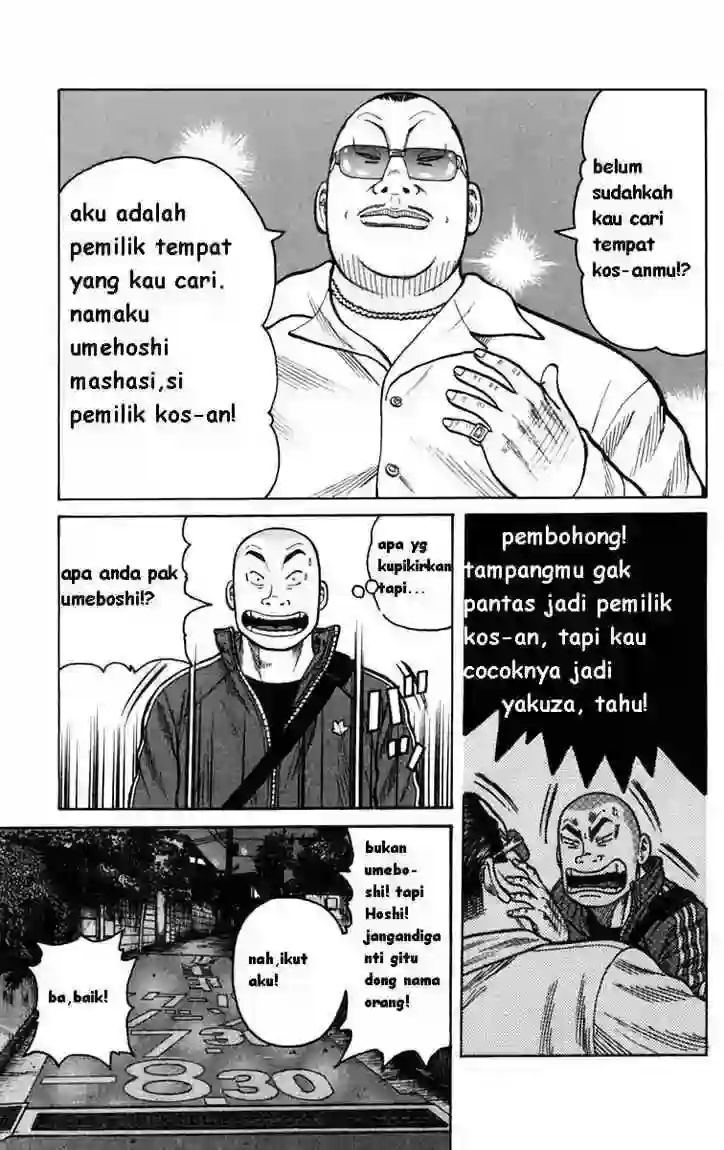 belum
sudahkah
kau cari
tempat
kos-anmu!?
aku adalah
pemilik tempat
yang kau cari.
namaku
umehoshi
mashasi,si
pemilik kos-an!
pembohong!
tampangmu gak
pantas jadi pemilik
kos-an, tapi kau
cocoknya jadi
yakuza, tahu!
apa yg
kupikirkan
tapi...
apa anda pak
umeboshi!?
bukan
umebo-
shi! tapi
Hoshi!
jangandiga
nti gitu
dong nama
orang!
nah,ikut
aku!
ba,baik!
7.30
-8.30